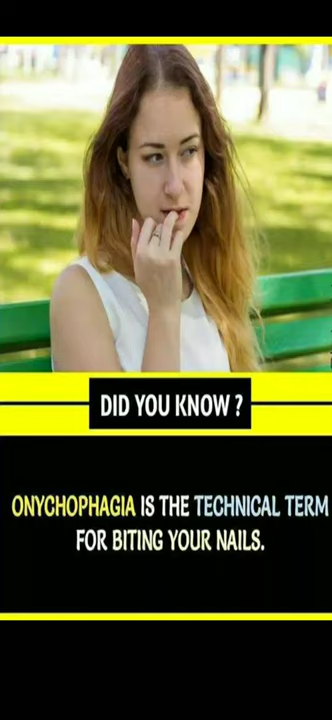 DID YOU KNOW ?
ONYCHOPHAGIA IS THE TECHNICAL TERM
FOR BITING YOUR NAILS.